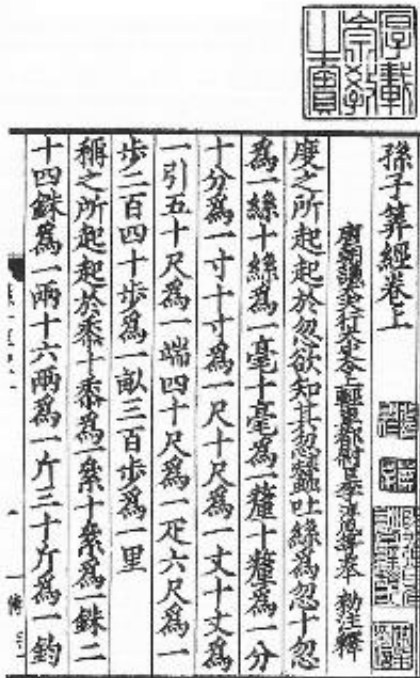 孫子筭經卷上
唐朝議大夫行太史令上輕車都尉臣李淳風等奉 勅注釋
度之所起起於忽欲知其忽蠶吐絲爲忽十忽
爲一絲十絲爲一毫十毫爲一釐十釐爲一分
十分爲一寸十寸爲一尺十尺爲一丈十丈爲
一引五十尺爲一端四十尺爲一疋六尺爲一
步二百四十步爲一畝三百步爲一里
稱之所起起於黍十黍爲一絫十絫爲一銖二
十四銖爲一兩十六兩爲一斤三十斤爲一鈞